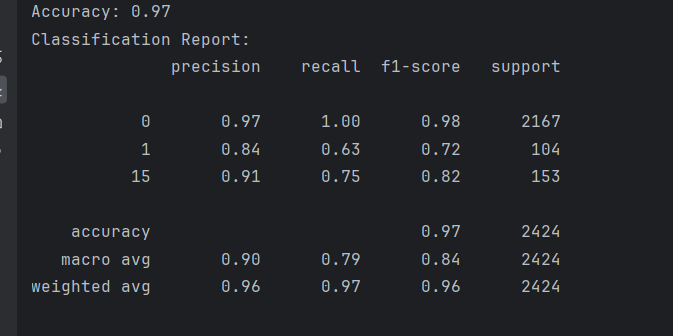 Accuracy: 0.97
Classification Report:
precision recall f1-score support
0 0.97 1.00 0.98 2167
1 0.84 0.63 0.72 104
15 0.91 0.75 0.82 153
accuracy 0.97 2424
macro avg 0.90 0.79 0.84 2424
weighted avg 0.96 0.97 0.96 2424